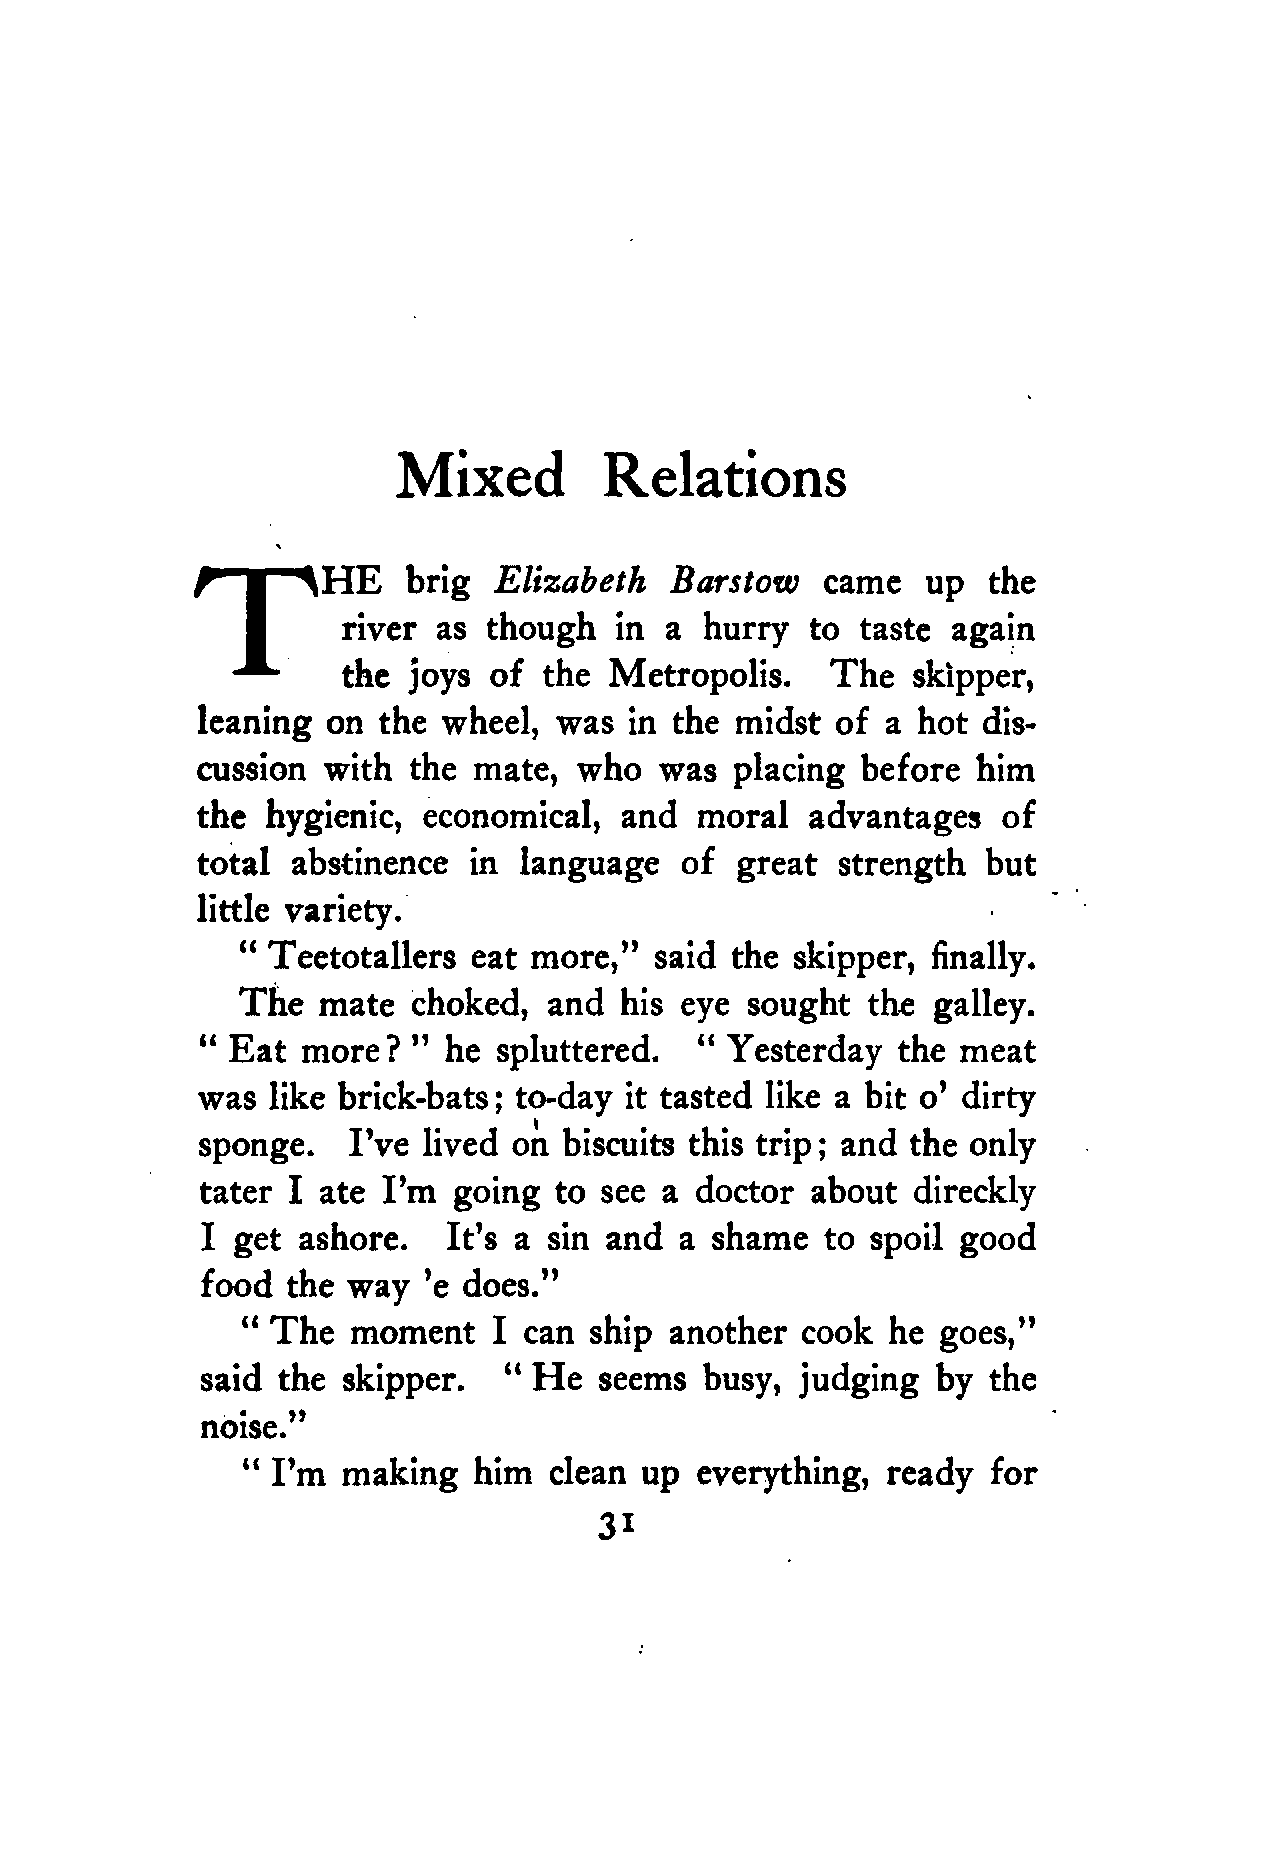 Mixed Relations
THE brig Elizabeth Barstow came up the
river as though in a hurry to taste again
the joys of the Metropolis. The skipper,
leaning on the wheel, was in the midst of a hot dis-
cussion with the mate, who was placing before him
the hygienic, economical, and moral advantages of
total abstinence in language of great strength but
little variety.
“ Teetotallers eat more,” said the skipper, finally.
The mate choked, and his eye sought the galley.
“ Eat more? ” he spluttered. “ Yesterday the meat
was like brick-bats; to-day it tasted like a bit o’ dirty
sponge. I’ve lived on biscuits this trip; and the only
tater I ate I’m going to see a doctor about direckly
I get ashore. It’s a sin and a shame to spoil good
food the way ’e does.”
“ The moment I can ship another cook he goes,”
said the skipper. “ He seems busy, judging by the
noise.”
“ I’m making him clean up everything, ready for
31